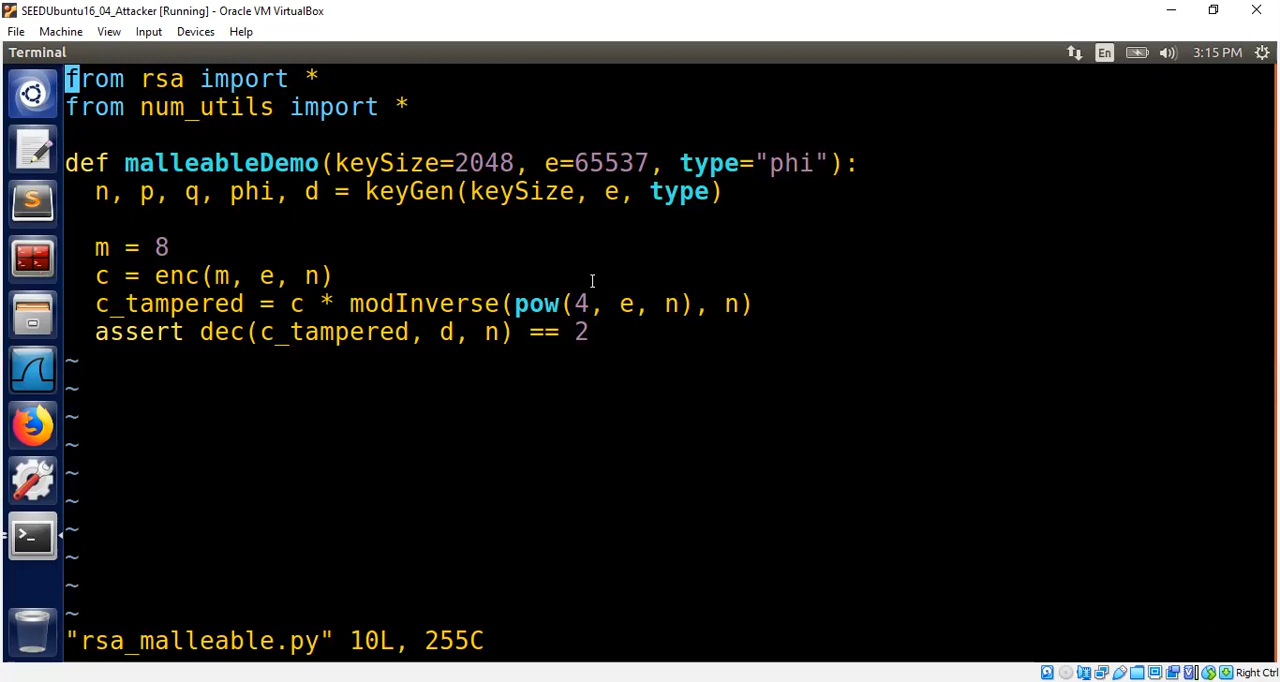 SEEDUbuntu16_04_Attacker [Running] - Oracle VM VirtualBox
File Machine View Input Devices Help
Terminal En 3:15 PM
from rsa import *
from num_utils import *
def malleableDemo(keySize=2048, e=65537, type="phi"):
  n, p, q, phi, d = keyGen(keySize, e, type)
  m = 8
  c = enc(m, e, n)
  c_tampered = c * modInverse(pow(4, e, n), n)
  assert dec(c_tampered, d, n) == 2
~
~
~
~
~
~
~
~
~
~
"rsa_malleable.py" 10L, 255C
Right Ctrl